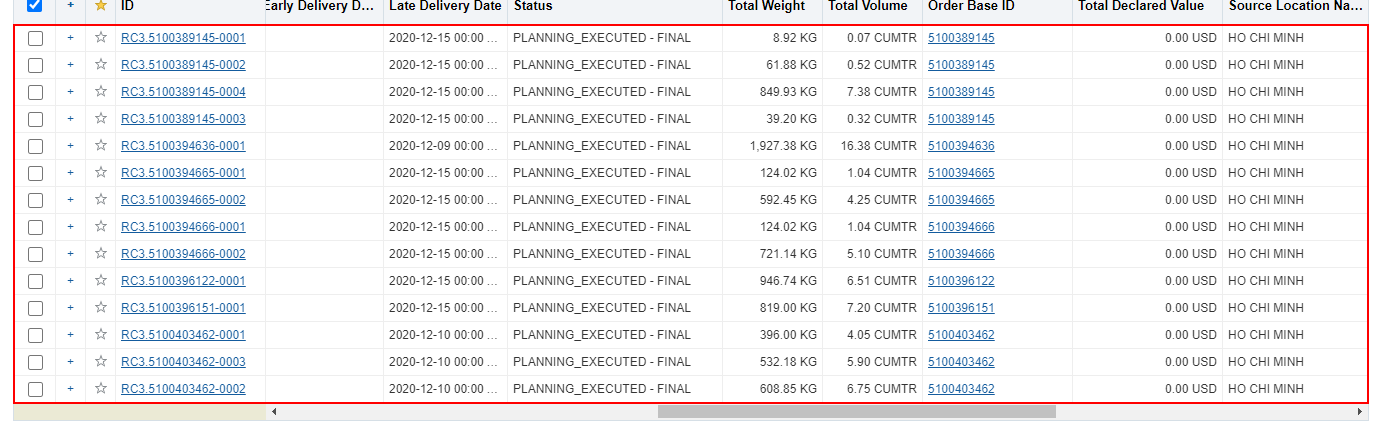 ID Early Delivery D... Late Delivery Date Status Total Weight Total Volume Order Base ID Total Declared Value Source Location Na...
+ RC3.5100389145-0001 2020-12-15 00:00 ... PLANNING_EXECUTED - FINAL 8.92 KG 0.07 CUMTR 5100389145 0.00 USD HO CHI MINH
+ RC3.5100389145-0002 2020-12-15 00:00 ... PLANNING_EXECUTED - FINAL 61.88 KG 0.52 CUMTR 5100389145 0.00 USD HO CHI MINH
+ RC3.5100389145-0004 2020-12-15 00:00 ... PLANNING_EXECUTED - FINAL 849.93 KG 7.38 CUMTR 5100389145 0.00 USD HO CHI MINH
+ RC3.5100389145-0003 2020-12-15 00:00 ... PLANNING_EXECUTED - FINAL 39.20 KG 0.32 CUMTR 5100389145 0.00 USD HO CHI MINH
+ RC3.5100394636-0001 2020-12-09 00:00 ... PLANNING_EXECUTED - FINAL 1,927.38 KG 16.38 CUMTR 5100394636 0.00 USD HO CHI MINH
+ RC3.5100394665-0001 2020-12-15 00:00 ... PLANNING_EXECUTED - FINAL 124.02 KG 1.04 CUMTR 5100394665 0.00 USD HO CHI MINH
+ RC3.5100394665-0002 2020-12-15 00:00 ... PLANNING_EXECUTED - FINAL 592.45 KG 4.25 CUMTR 5100394665 0.00 USD HO CHI MINH
+ RC3.5100394666-0001 2020-12-15 00:00 ... PLANNING_EXECUTED - FINAL 124.02 KG 1.04 CUMTR 5100394666 0.00 USD HO CHI MINH
+ RC3.5100394666-0002 2020-12-15 00:00 ... PLANNING_EXECUTED - FINAL 721.14 KG 5.10 CUMTR 5100394666 0.00 USD HO CHI MINH
+ RC3.5100396122-0001 2020-12-15 00:00 ... PLANNING_EXECUTED - FINAL 946.74 KG 6.51 CUMTR 5100396122 0.00 USD HO CHI MINH
+ RC3.5100396151-0001 2020-12-15 00:00 ... PLANNING_EXECUTED - FINAL 819.00 KG 7.20 CUMTR 5100396151 0.00 USD HO CHI MINH
+ RC3.5100403462-0001 2020-12-10 00:00 ... PLANNING_EXECUTED - FINAL 396.00 KG 4.05 CUMTR 5100403462 0.00 USD HO CHI MINH
+ RC3.5100403462-0003 2020-12-10 00:00 ... PLANNING_EXECUTED - FINAL 532.18 KG 5.90 CUMTR 5100403462 0.00 USD HO CHI MINH
+ RC3.5100403462-0002 2020-12-10 00:00 ... PLANNING_EXECUTED - FINAL 608.85 KG 6.75 CUMTR 5100403462 0.00 USD HO CHI MINH